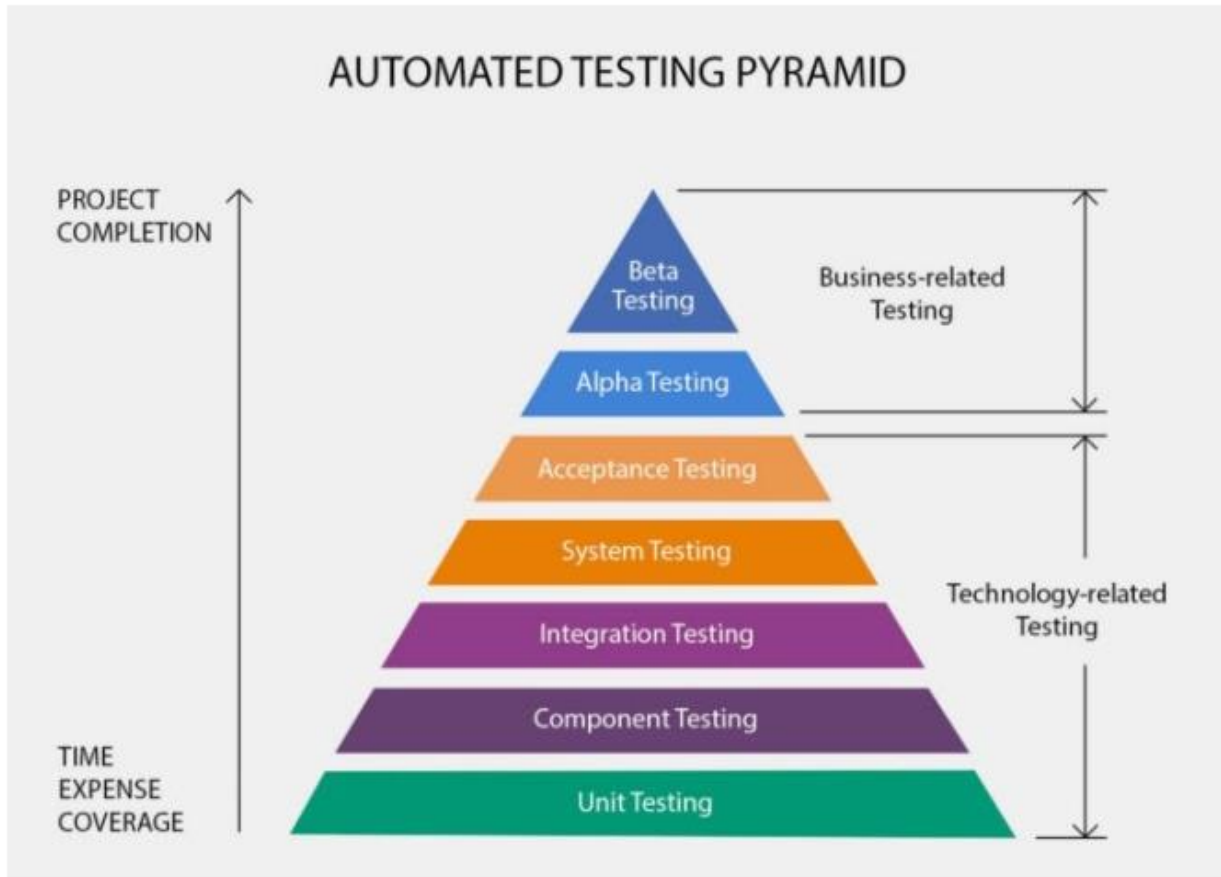 AUTOMATED TESTING PYRAMID
PROJECT
COMPLETION
Beta
Testing
Business-related
Testing
Alpha Testing
Acceptance Testing
System Testing
Technology-related
Testing
Integration Testing
Component Testing
TIME
EXPENSE
COVERAGE
Unit Testing